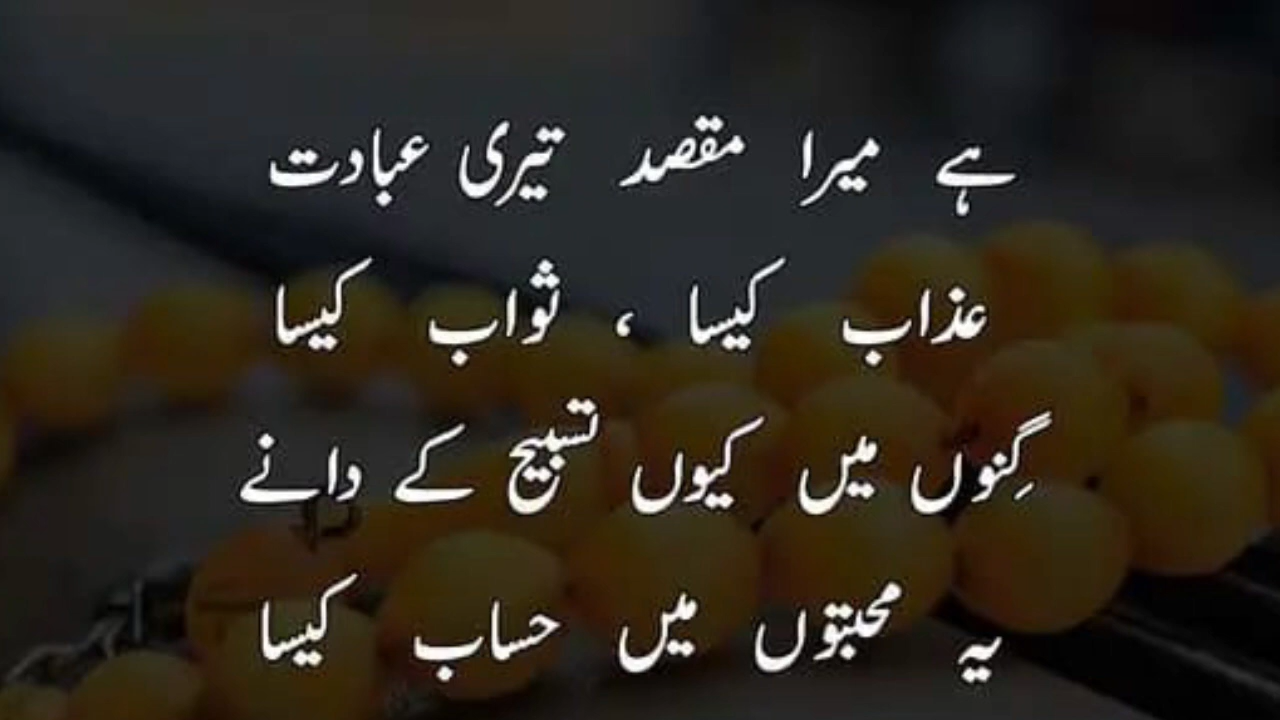 ہے میرا مقصد تیری عبادت
عذاب کیسا ، ثواب کیسا
گِنوں میں کیوں تسبیح کے دانے
یہ محبتوں میں حساب کیسا